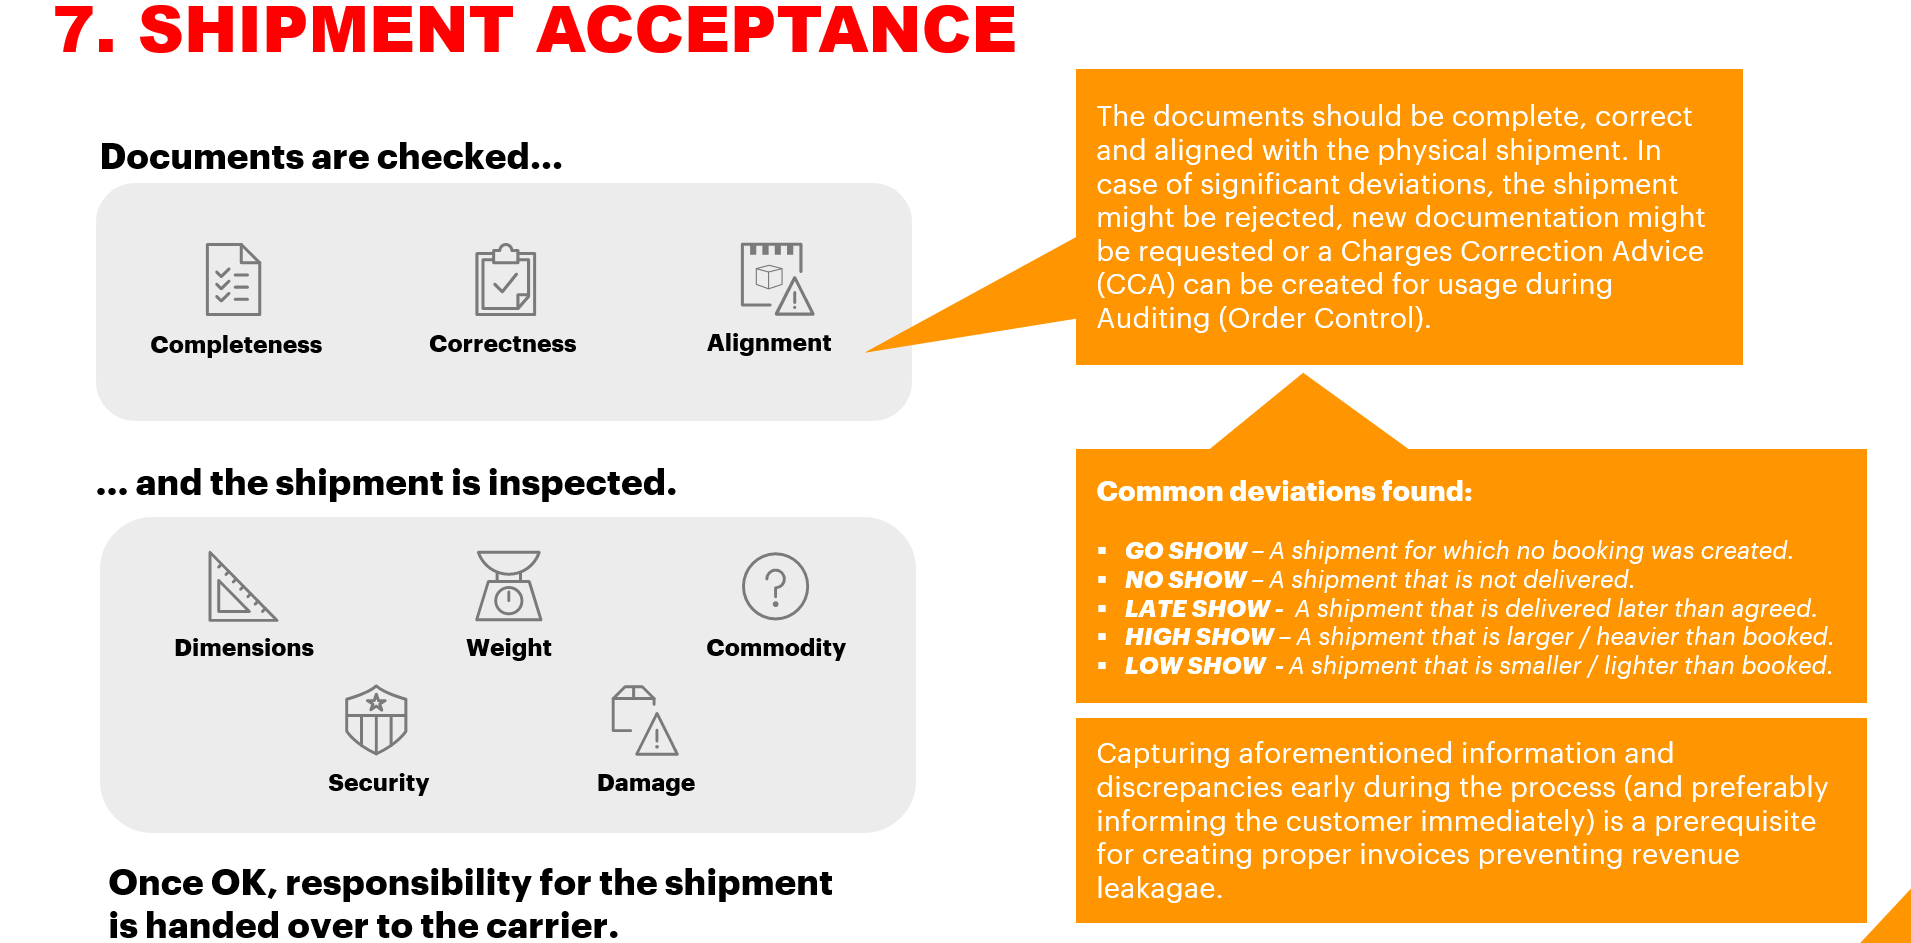 7. SHIPMENT ACCEPTANCE
Documents are checked...
Completeness
Correctness
Alignment
... and the shipment is inspected.
Dimensions
Weight
Commodity
Security
Damage
Once OK, responsibility for the shipment
is handed over to the carrier.
The documents should be complete, correct
and aligned with the physical shipment. In
case of significant deviations, the shipment
might be rejected, new documentation might
be requested or a Charges Correction Advice
(CCA) can be created for usage during
Auditing (Order Control).
Common deviations found:
▪ GO SHOW – A shipment for which no booking was created.
▪ NO SHOW – A shipment that is not delivered.
▪ LATE SHOW - A shipment that is delivered later than agreed.
▪ HIGH SHOW – A shipment that is larger / heavier than booked.
▪ LOW SHOW - A shipment that is smaller / lighter than booked.
Capturing aforementioned information and
discrepancies early during the process (and preferably
informing the customer immediately) is a prerequisite
for creating proper invoices preventing revenue
leakagae.